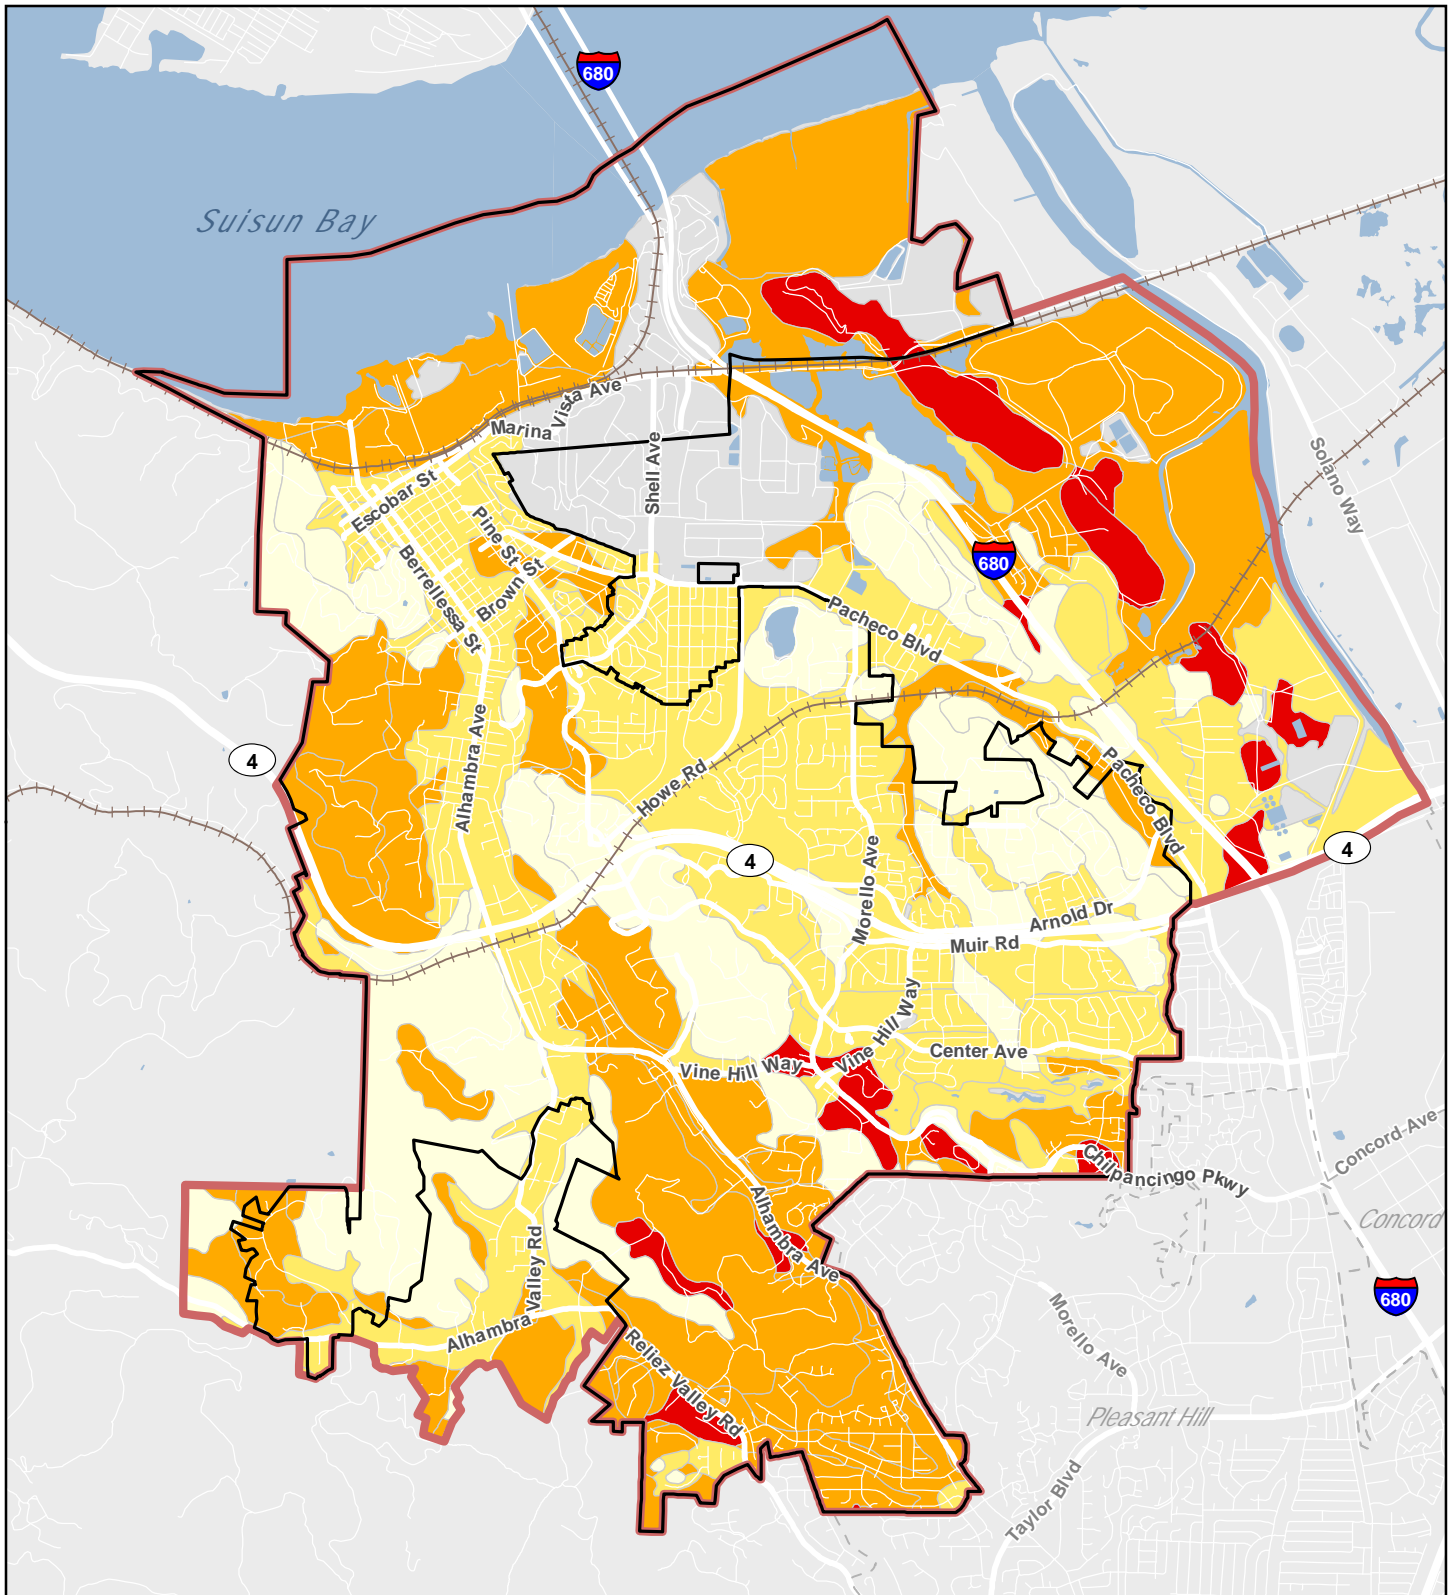 680
Suisun Bay
Marina Vista Ave
Shell Ave
Solano Way
Escobar St
Pine St
Berrellessa St
Brown St
680
Pacheco Blvd
4
Alhambra Ave
Howe Rd
Pacheco Blvd
4
4
Morello Ave
Arnold Dr
Muir Rd
Vine Hill Way
Center Ave
Vine Hill Way
Concord Ave
Chilpancingo Pkwy
Concord
Alhambra Ave
Alhambra Valley Rd
680
Reliez Valley Rd
Morello Ave
Pleasant Hill
Taylor Blvd